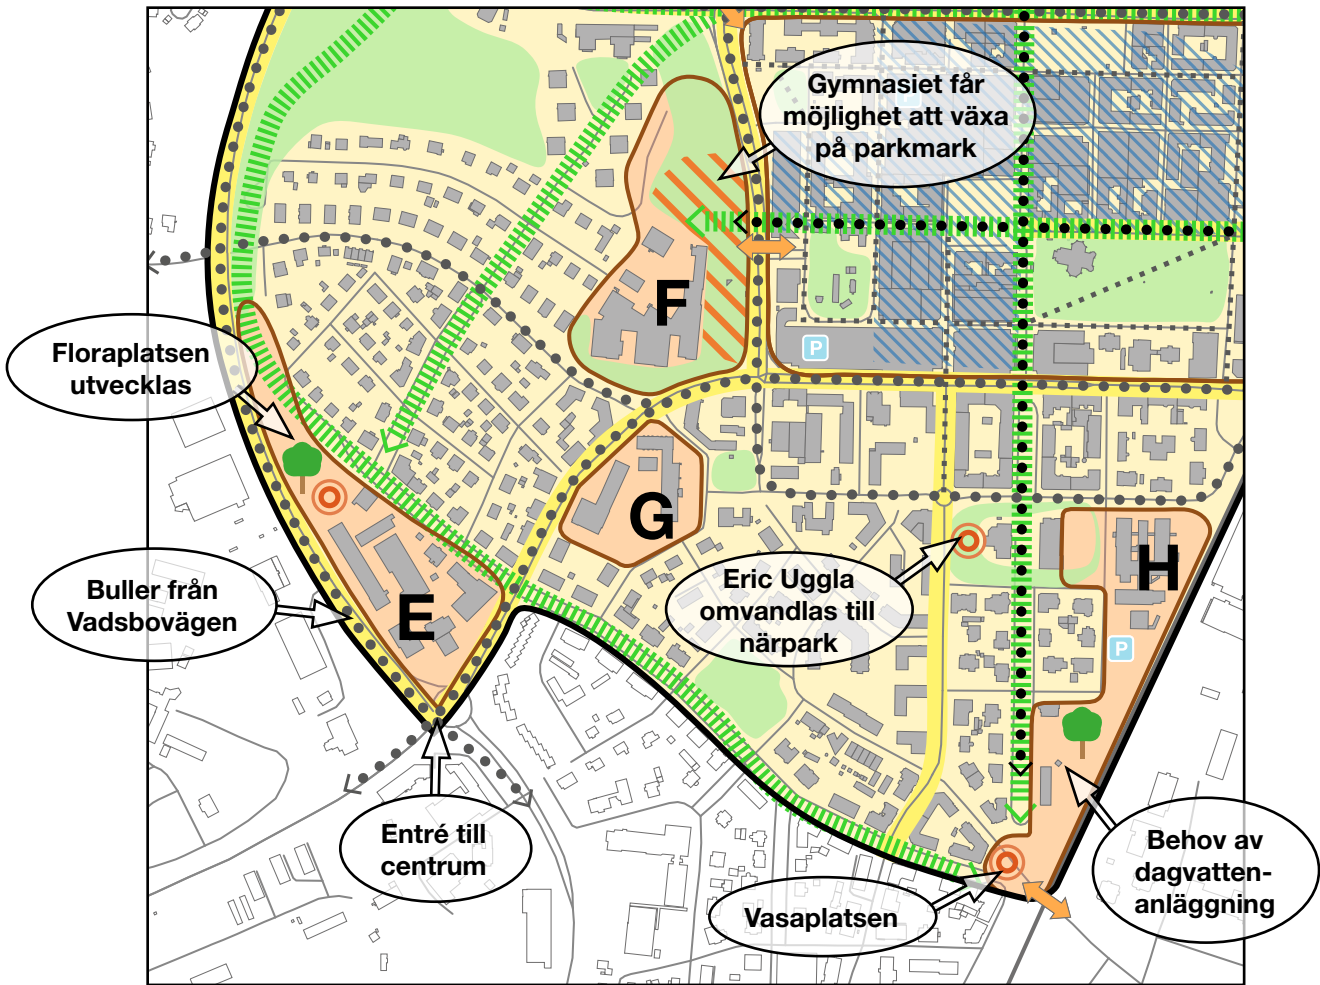 Gymnasiet får
möjlighet att växa
på parkmark
F
P
Floraplatsen
utvecklas
G
H
Buller från
Vadsbovägen
E
Eric Uggla
omvandlas till
närpark
P
Entré till
centrum
Vasaplatsen
Behov av
dagvatten-
anläggning